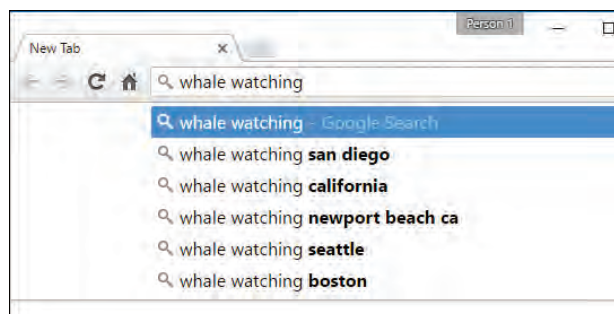 Person 1
New Tab
whale watching
whale watching - Google Search
whale watching san diego
whale watching california
whale watching newport beach ca
whale watching seattle
whale watching boston